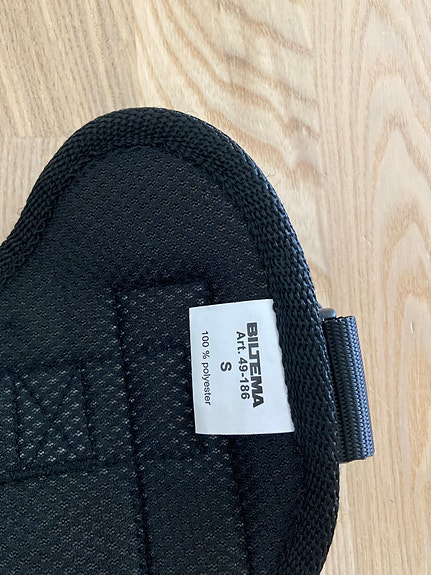 BILTEMA
Art. 49-186
S
100 % polyester